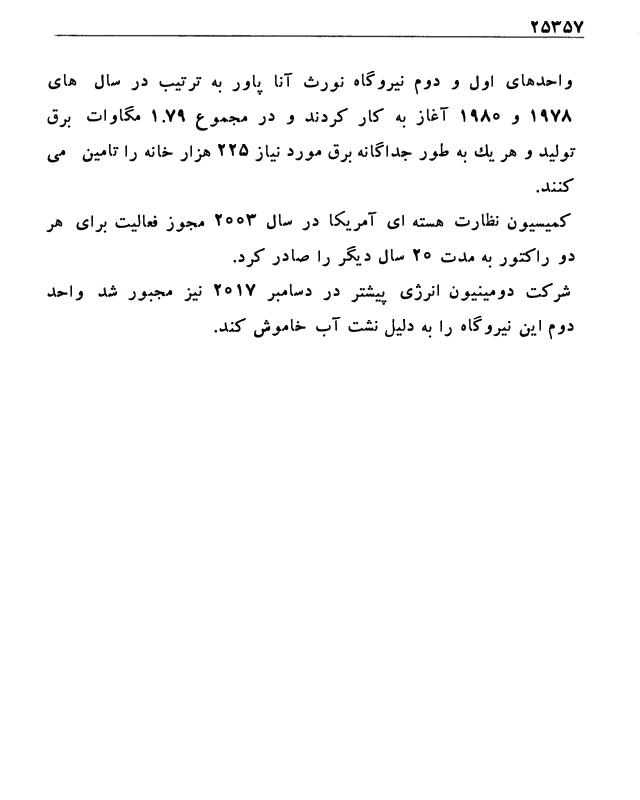 ۲۵۳۵۷
واحدهای اول و دوم نیروگاه نورث آنا پاور به ترتیب در سال های
۱۹۷۸ و ۱۹۸۰ آغاز به کار کردند و در مجموع ۱.۷۹ مگاوات برق
تولید و هر یك به طور جداگانه برق مورد نیاز ۲۲۵ هزار خانه را تامین می
کنند.
کمیسیون نظارت هسته ای آمریکا در سال ۲۰۰۳ مجوز فعالیت برای هر
دو راکتور به مدت ۲۰ سال دیگر را صادر کرد.
شرکت دومینیون انرژی پیشتر در دسامبر ۲۰۱۷ نیز مجبور شد واحد
دوم این نیروگاه را به دلیل نشت آب خاموش کند.